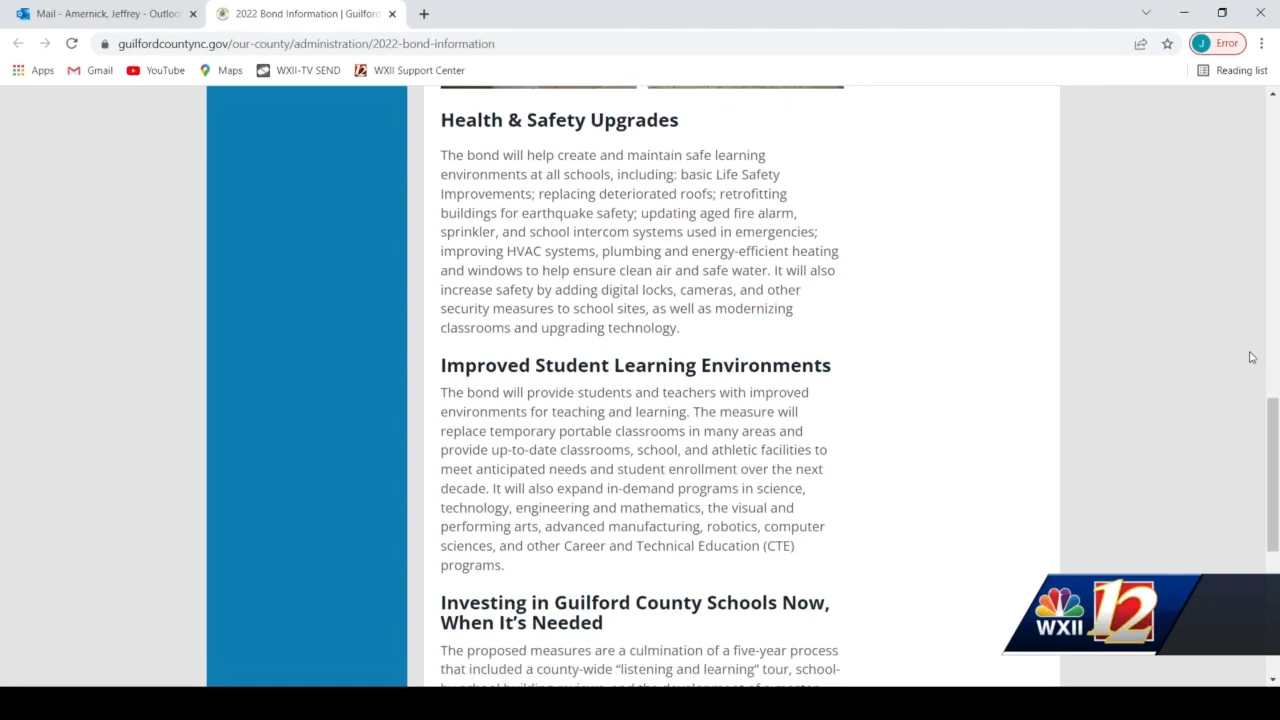 Mail - Amernick, Jeffrey - Outlo
2022 Bond Information | Guilford
guilfordcountync.gov/our-county/administration/2022-bond-information
J Error
Apps Gmail YouTube Maps WXII-TV SEND WXII Support Center Reading list
Health & Safety Upgrades
The bond will help create and maintain safe learning
environments at all schools, including: basic Life Safety
Improvements; replacing deteriorated roofs; retrofitting
buildings for earthquake safety; updating aged fire alarm,
sprinkler, and school intercom systems used in emergencies;
improving HVAC systems, plumbing and energy-efficient heating
and windows to help ensure clean air and safe water. It will also
increase safety by adding digital locks, cameras, and other
security measures to school sites, as well as modernizing
classrooms and upgrading technology.
Improved Student Learning Environments
The bond will provide students and teachers with improved
environments for teaching and learning. The measure will
replace temporary portable classrooms in many areas and
provide up-to-date classrooms, school, and athletic facilities to
meet anticipated needs and student enrollment over the next
decade. It will also expand in-demand programs in science,
technology, engineering and mathematics, the visual and
performing arts, advanced manufacturing, robotics, computer
sciences, and other Career and Technical Education (CTE)
programs.
Investing in Guilford County Schools Now,
When It’s Needed
The proposed measures are a culmination of a five-year process
that included a county-wide “listening and learning” tour, school-
WXII 12